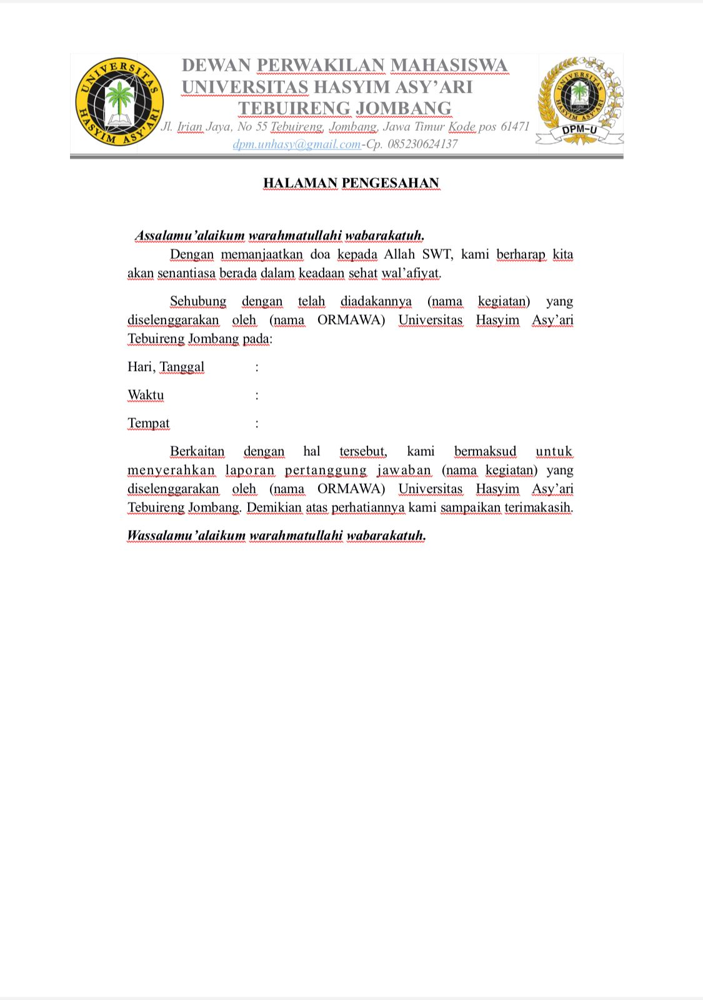 UNIVERSITAS
HASYIM ASY'ARI
DEWAN PERWAKILAN MAHASISWA
UNIVERSITAS HASYIM ASY’ARI
TEBUIRENG JOMBANG
Jl. Irian Jaya, No 55 Tebuireng, Jombang, Jawa Timur Kode pos 61471
dpm.unhasy@gmail.com-Cp. 085230624137
UNIVERSITAS
DPM
HASYIM ASY'ARI
DPM-U
HALAMAN PENGESAHAN
Assalamu’alaikum warahmatullahi wabarakatuh.
Dengan memanjaatkan doa kepada Allah SWT, kami berharap kita
akan senantiasa berada dalam keadaan sehat wal’afiyat.
Sehubung dengan telah diadakannya (nama kegiatan) yang
diselenggarakan oleh (nama ORMAWA) Universitas Hasyim Asy’ari
Tebuireng Jombang pada:
Hari, Tanggal :
Waktu :
Tempat :
Berkaitan dengan hal tersebut, kami bermaksud untuk
menyerahkan laporan pertanggung jawaban (nama kegiatan) yang
diselenggarakan oleh (nama ORMAWA) Universitas Hasyim Asy’ari
Tebuireng Jombang. Demikian atas perhatiannya kami sampaikan terimakasih.
Wassalamu’alaikum warahmatullahi wabarakatuh.